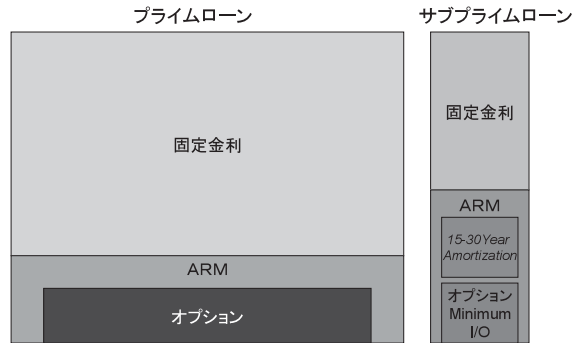 プライムローン
固定金利
ARM
オプション
サブプライムローン
固定金利
ARM
15-30Year
Amortization
オプション
Minimum
I/O